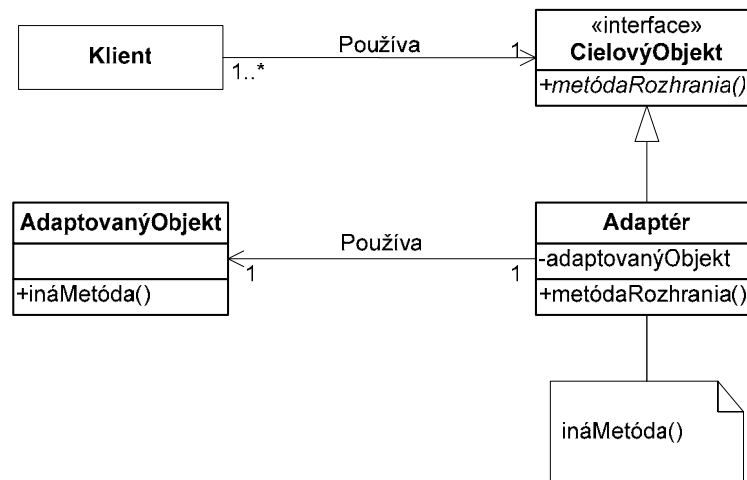 Klient
Používa
1..*
1
«interface»
CielovýObjekt
+metódaRozhrania()
AdaptovanýObjekt
+ináMetóda()
Používa
1
1
Adaptér
-adaptovanýObjekt
+metódaRozhrania()
ináMetóda()